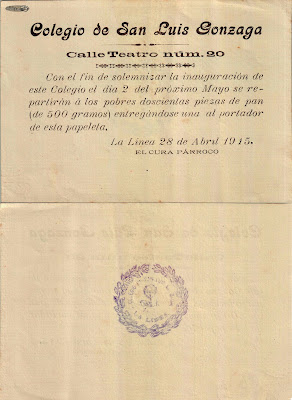 Colegio de San Luis Gonzaga
Calle Teatro núm. 20
Con el fin de solemnizar la inauguración de
este Colegio el día 2 del próximo Mayo se re-
partirán á los pobres doscientas piezas de pan
(de 500 gramos) entregándose una al portador
de esta papeleta.
La Línea 28 de Abril 1915.
EL CURA PÁRROCO
LA LINEA